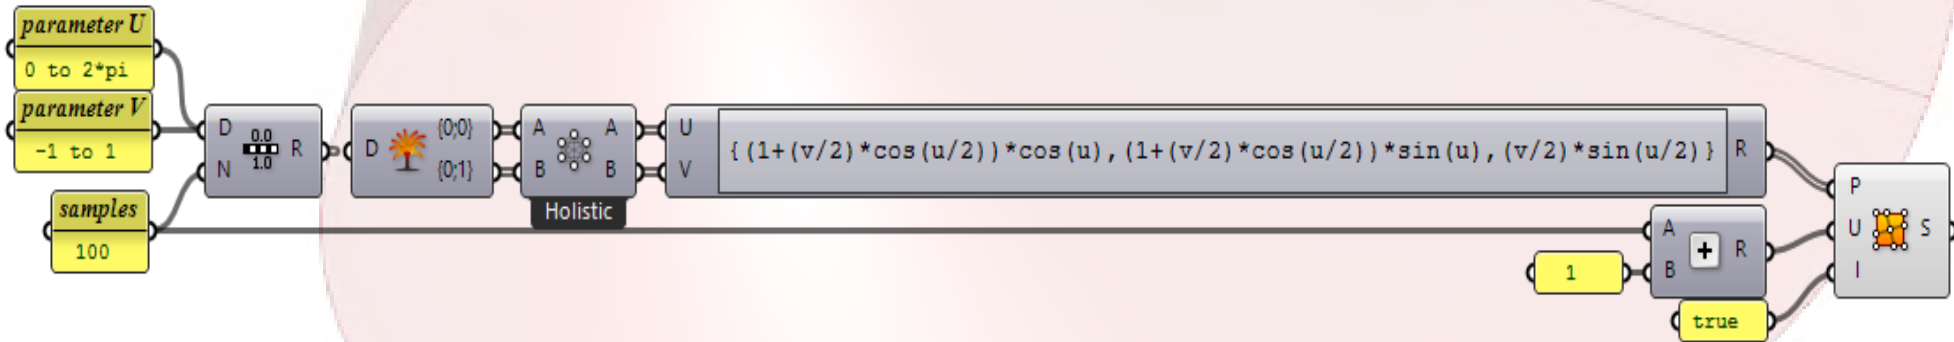 parameter U
0 to 2*pi
parameter V
-1 to 1
samples
100
D
N
0.0
1.0
R
D
{0;0}
{0;1}
A A
B B
Holistic
U
V
{(1+(v/2)*cos(u/2))*cos(u),(1+(v/2)*cos(u/2))*sin(u),(v/2)*sin(u/2)}
R
1
A
B
+
R
true
P
U
I
S